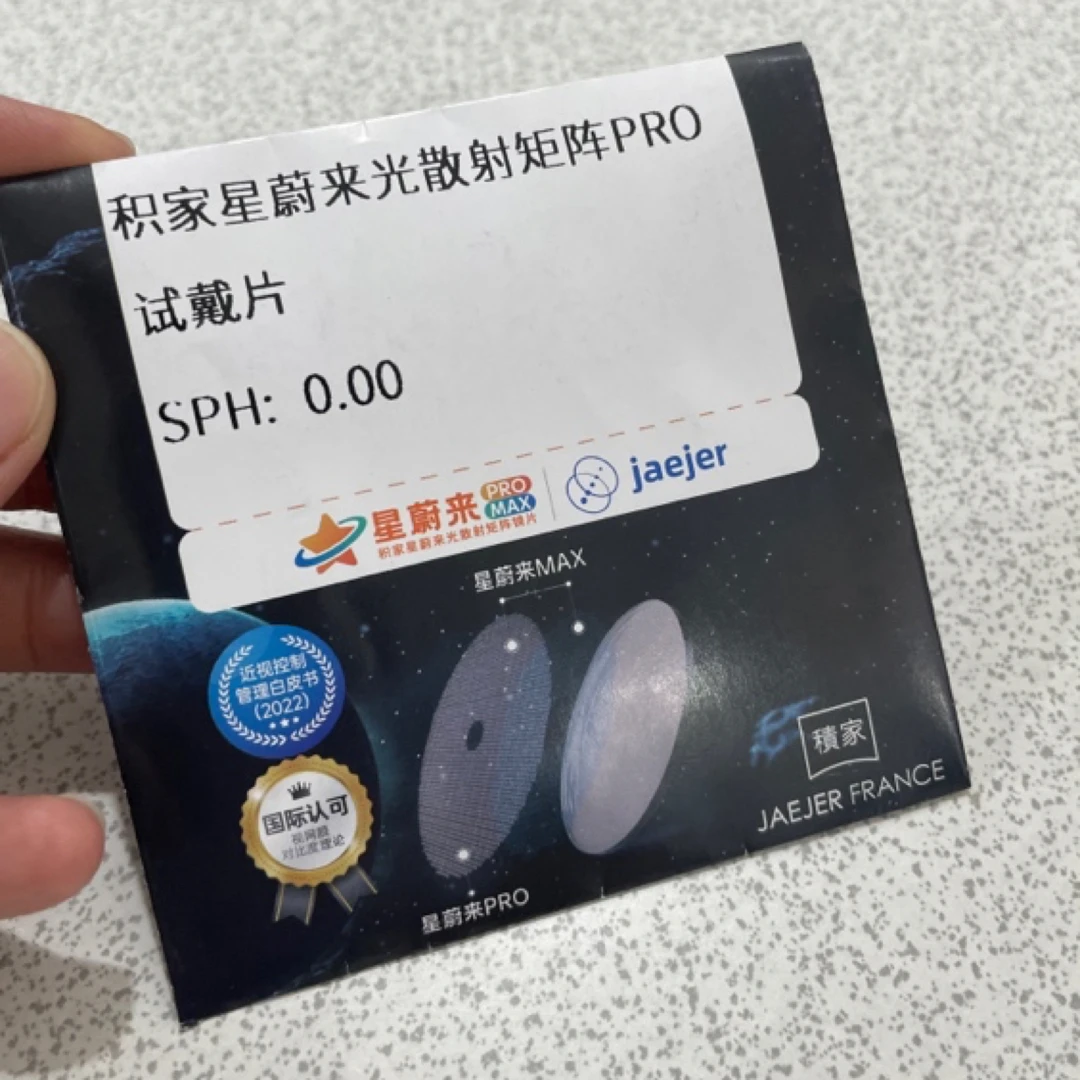 积家星蔚来光散射矩阵PRO
试戴片
SPH: 0.00
星蔚来 PRO MAX
积家星蔚来光散射矩阵镜片
jaejer
星蔚来MAX
近视控制
管理白皮书
(2022)
国际认可
视网膜
对比度理论
積家
JAEJER FRANCE
星蔚来PRO